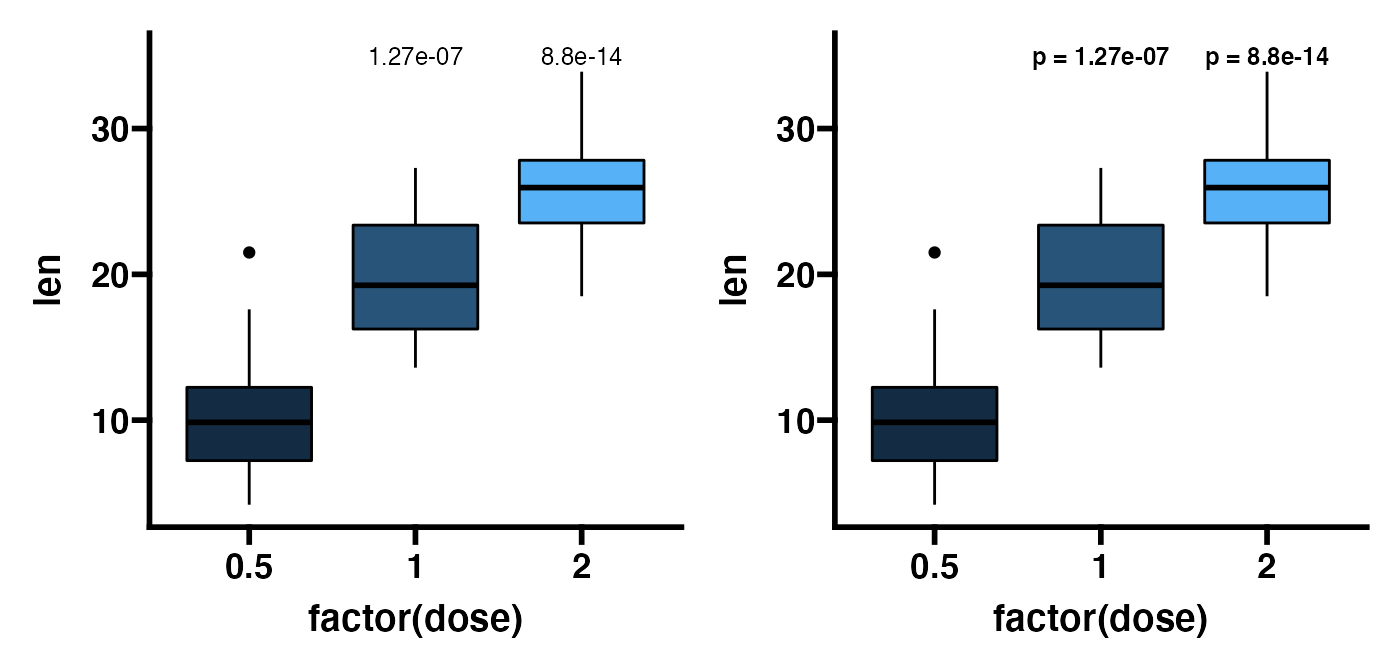 1.27e-07 8.8e-14
30
20
10
len
0.5 1 2
factor(dose)
p = 1.27e-07 p = 8.8e-14
30
20
10
len
0.5 1 2
factor(dose)